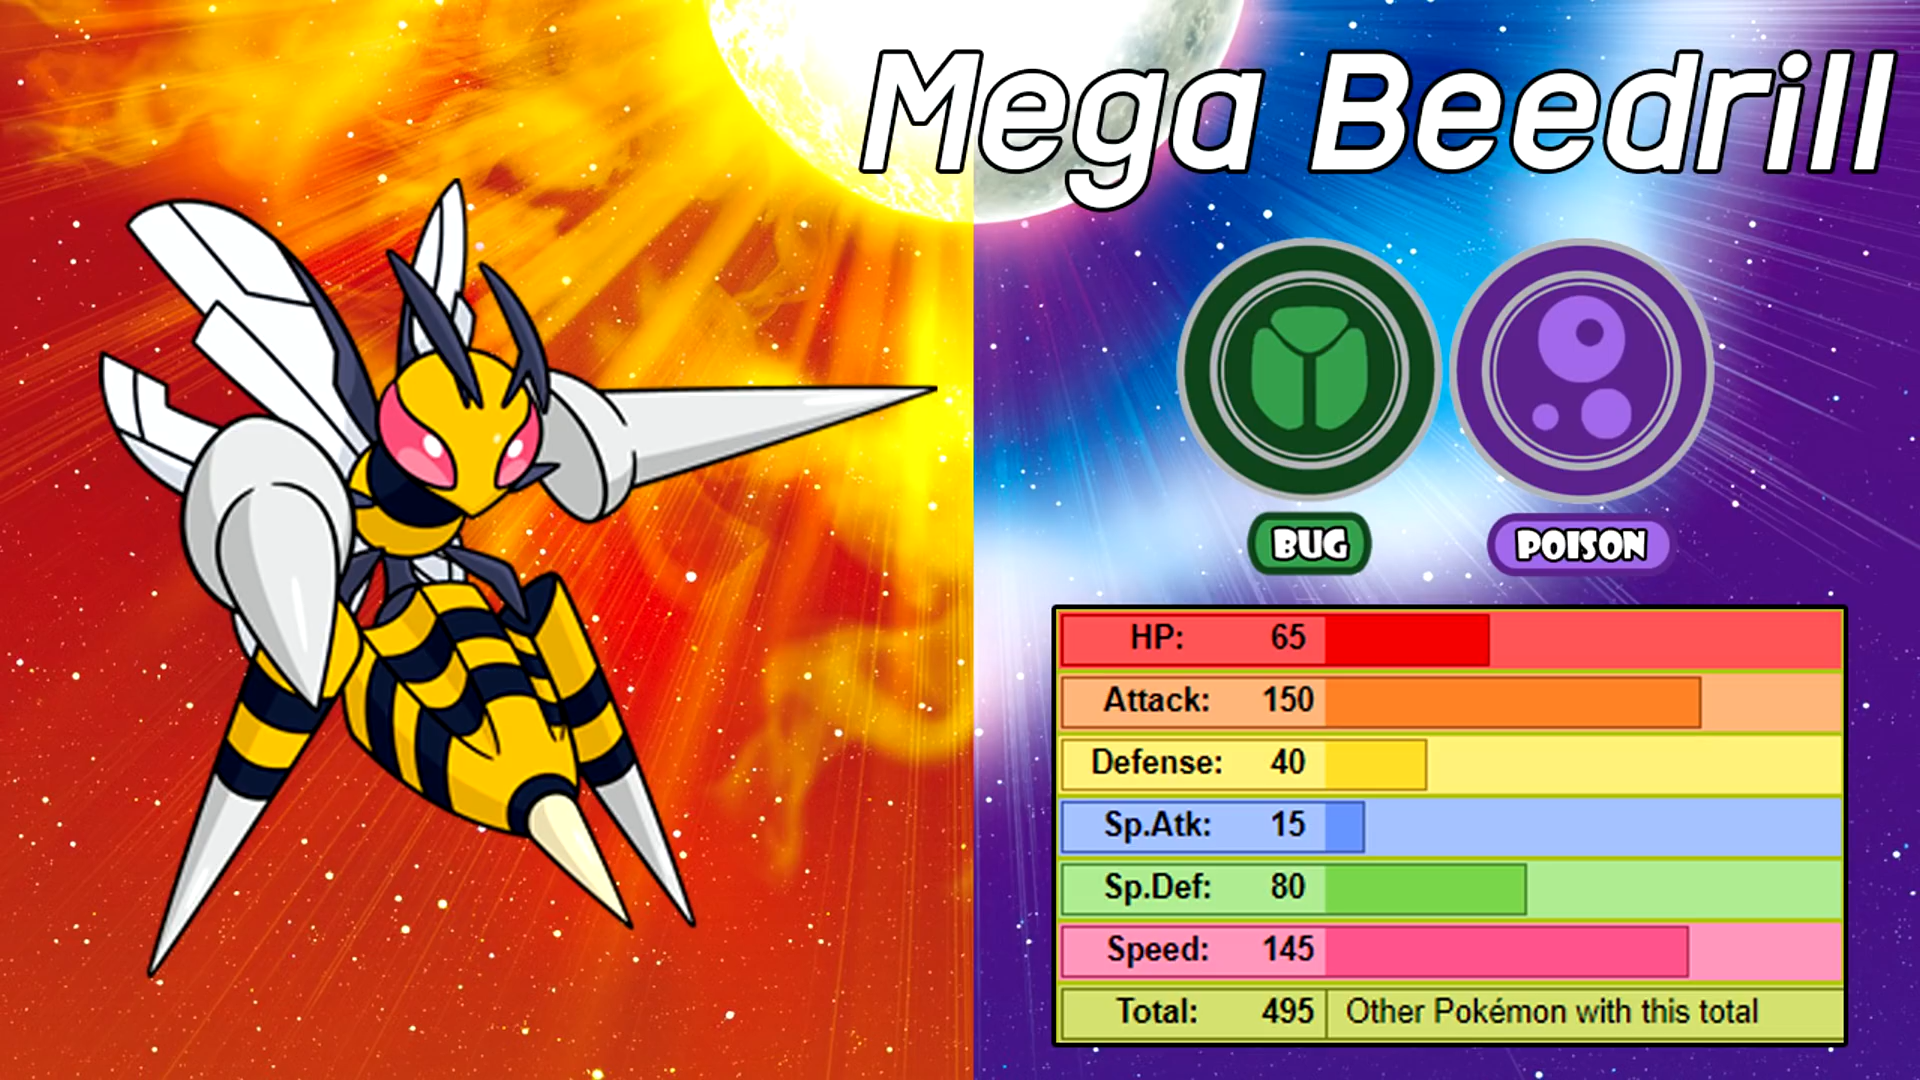 Mega Beedrill
BUG
POISON
HP: 65
Attack: 150
Defense: 40
Sp.Atk: 15
Sp.Def: 80
Speed: 145
Total: 495 Other Pokémon with this total